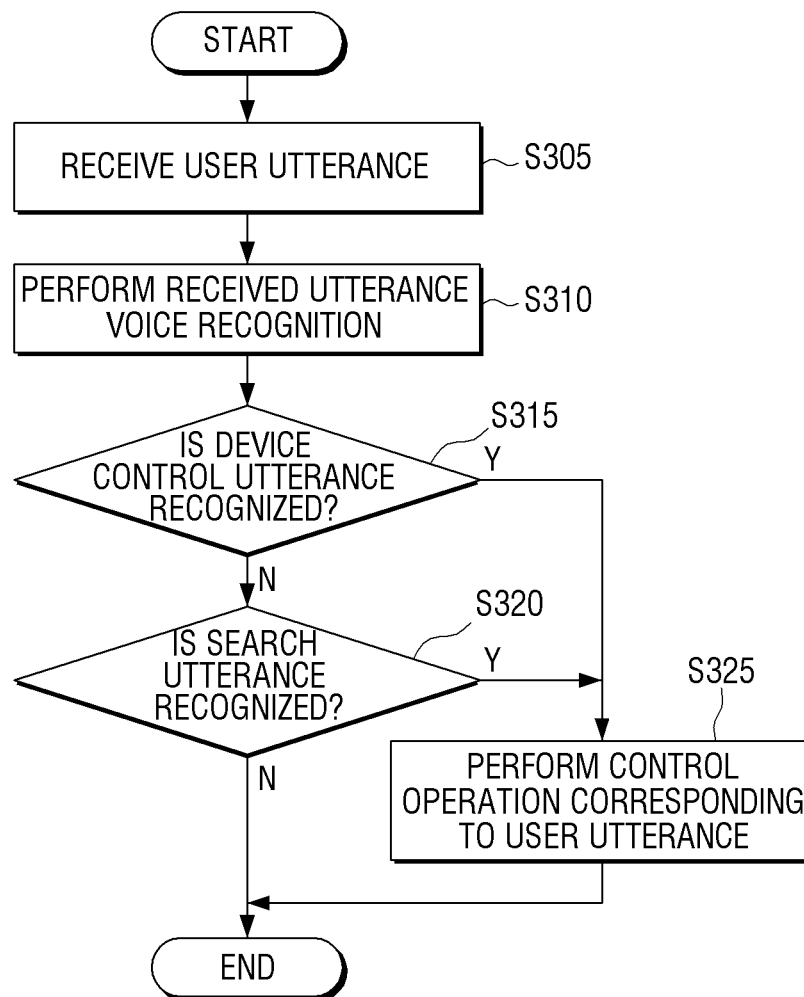 START
RECEIVE USER UTTERANCE
S305
PERFORM RECEIVED UTTERANCE
VOICE RECOGNITION
S310
IS DEVICE
CONTROL UTTERANCE
RECOGNIZED?
S315
Y
N
IS SEARCH
UTTERANCE
RECOGNIZED?
S320
Y
N
S325
PERFORM CONTROL
OPERATION CORRESPONDING
TO USER UTTERANCE
END